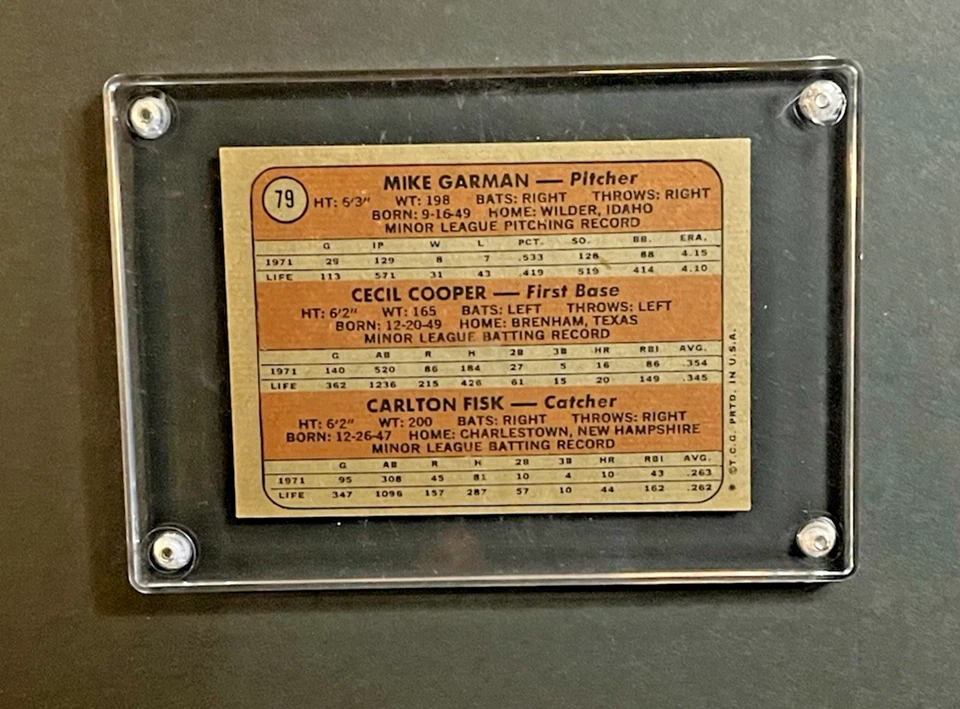 79
MIKE GARMAN — Pitcher
HT: 6'3" WT: 198 BATS: RIGHT THROWS: RIGHT
BORN: 9-16-49 HOME: WILDER, IDAHO
MINOR LEAGUE PITCHING RECORD
G IP W L PCT. SO. BB. ERA.
1971 29 129 8 7 .533 128 88 4.15
LIFE 113 571 31 43 .419 519 414 4.10
CECIL COOPER — First Base
HT: 6'2" WT: 165 BATS: LEFT THROWS: LEFT
BORN: 12-20-49 HOME: BRENHAM, TEXAS
MINOR LEAGUE BATTING RECORD
G AB R H 2B 3B HR RBI AVG.
1971 140 520 86 184 27 5 16 86 .354
LIFE 362 1236 215 426 61 15 20 149 .345
CARLTON FISK — Catcher
HT: 6'2" WT: 200 BATS: RIGHT THROWS: RIGHT
BORN: 12-26-47 HOME: CHARLESTOWN, NEW HAMPSHIRE
MINOR LEAGUE BATTING RECORD
G AB R H 2B 3B HR RBI AVG.
1971 95 308 45 81 10 4 10 43 .263
LIFE 347 1096 157 287 57 10 44 162 .262
* ©T.C.G. PRTD. IN U.S.A.